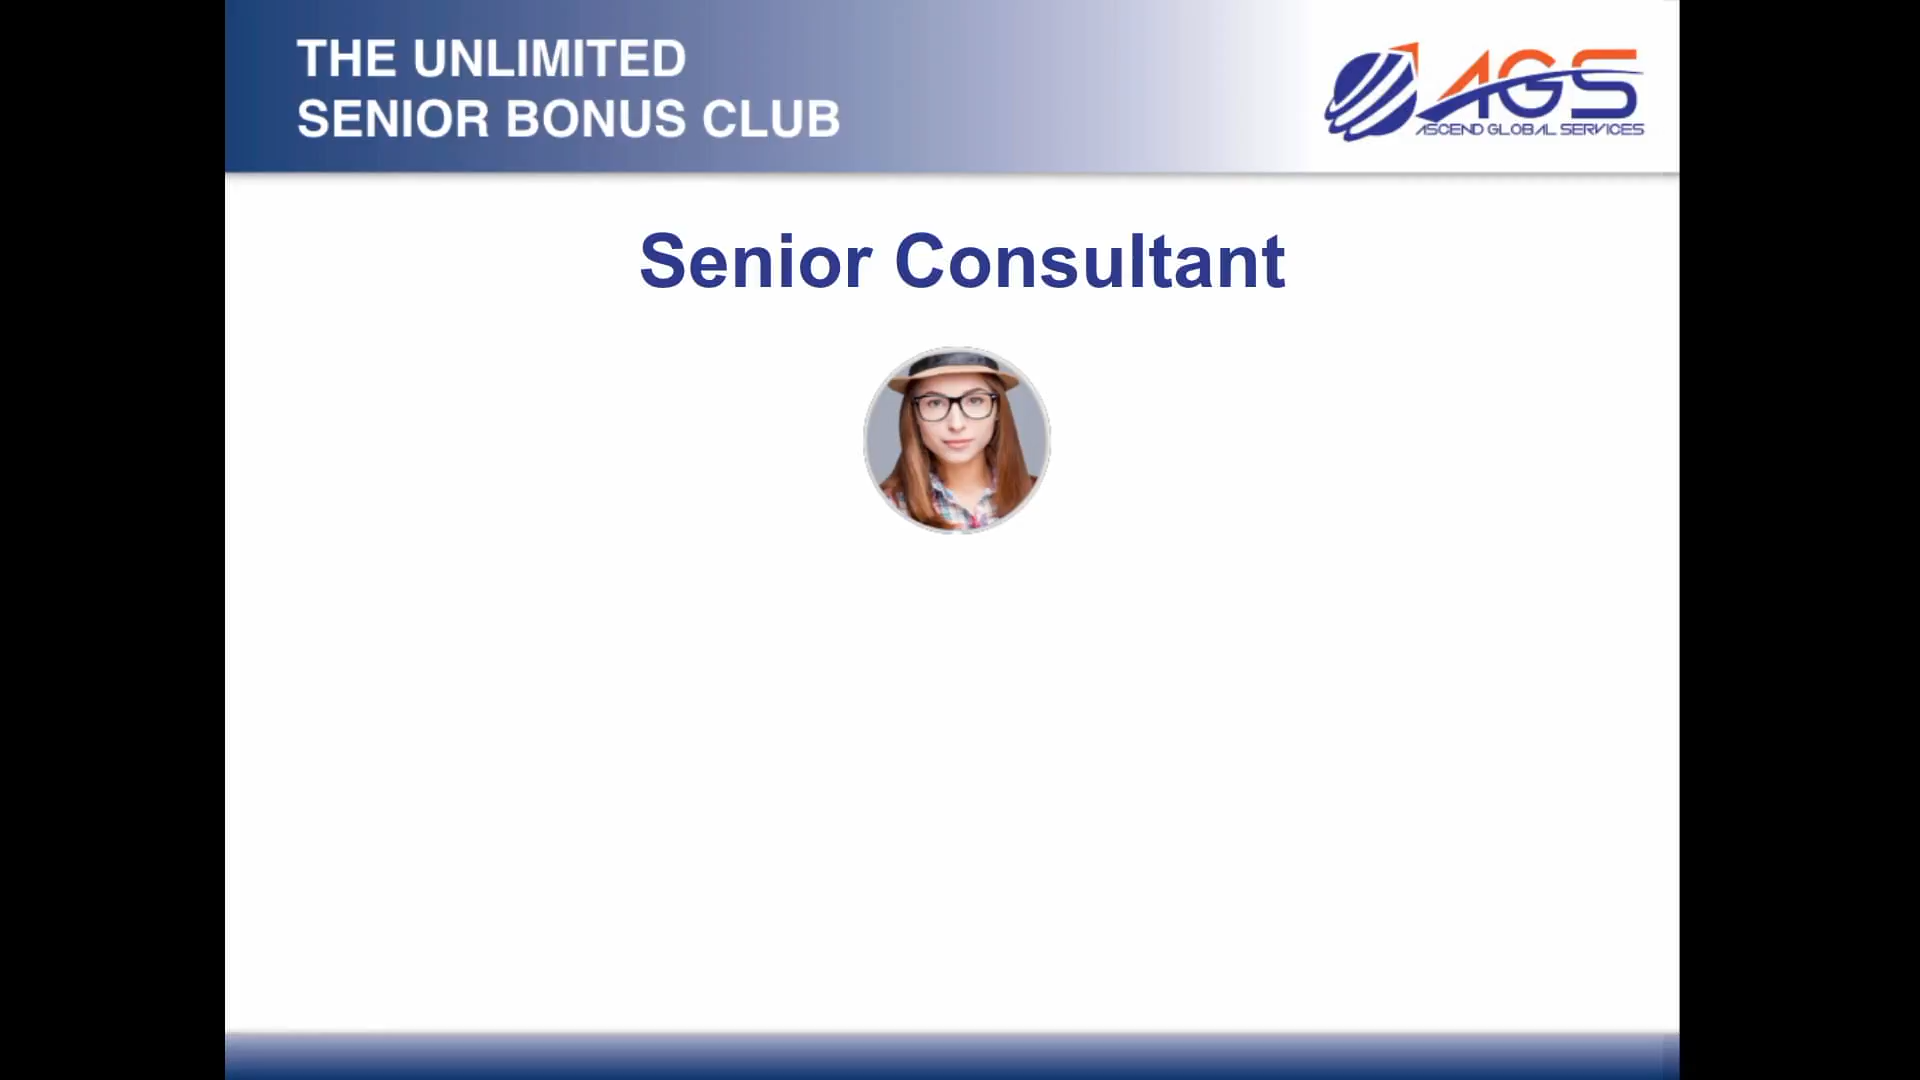 THE UNLIMITED
SENIOR BONUS CLUB
AGS
ASCEND GLOBAL SERVICES
Senior Consultant